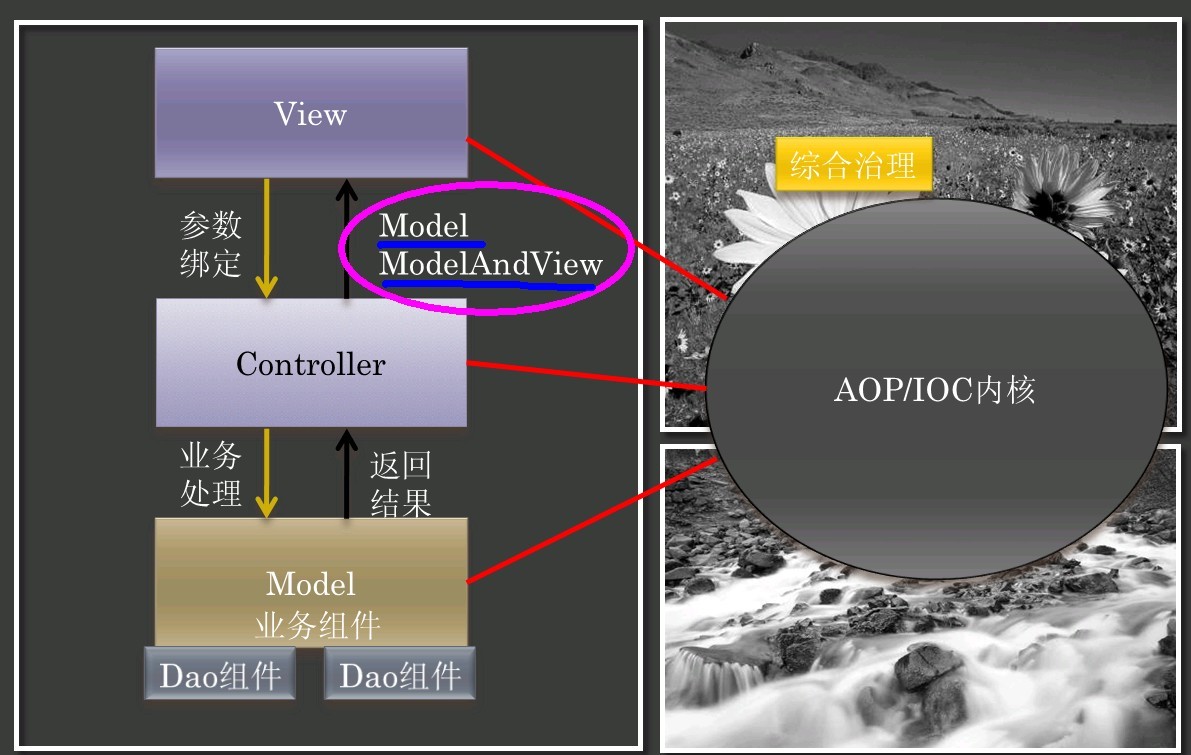 View
参数
绑定
Model
ModelAndView
Controller
业务
处理
返回
结果
Model
业务组件
Dao组件
Dao组件
综合治理
AOP/IOC内核